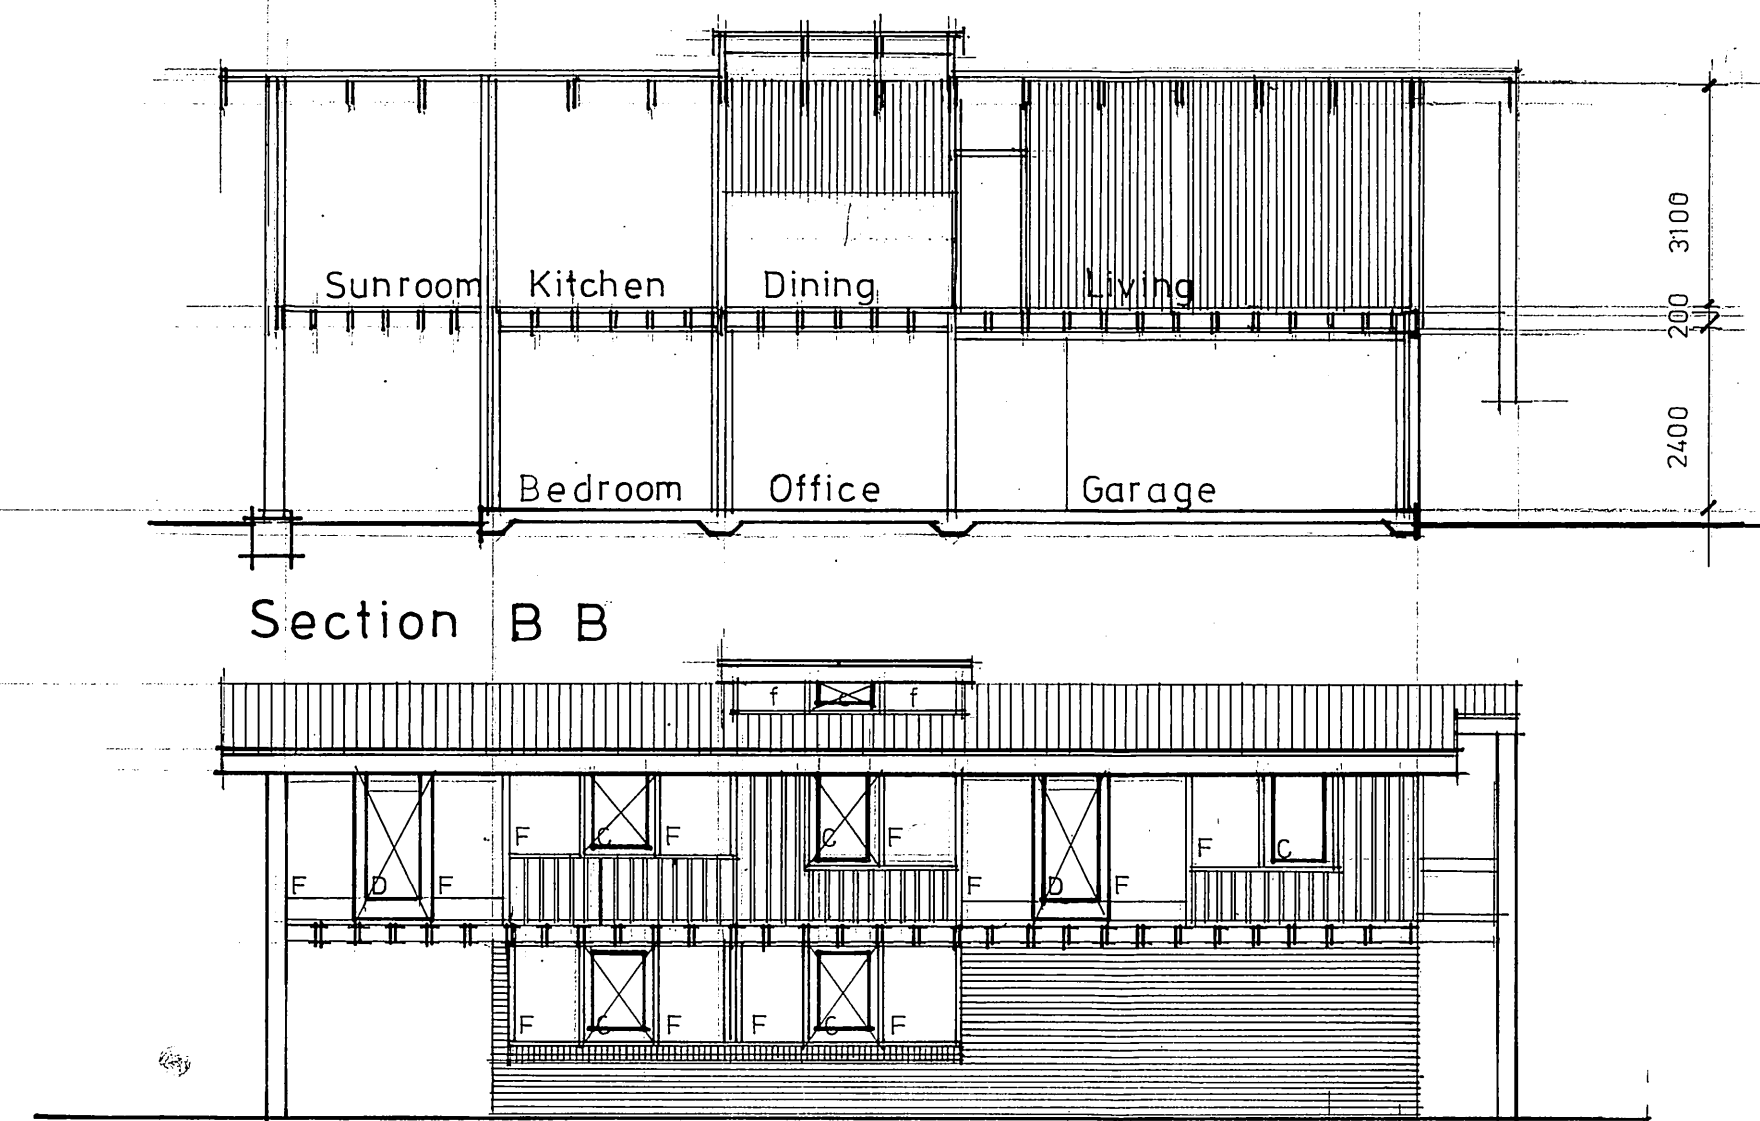 Sunroom Kitchen Dining Living
3100
200
2400
Bedroom Office Garage
Section B B
f c f
F C F C F F C
F D F F D F
F C F F C F